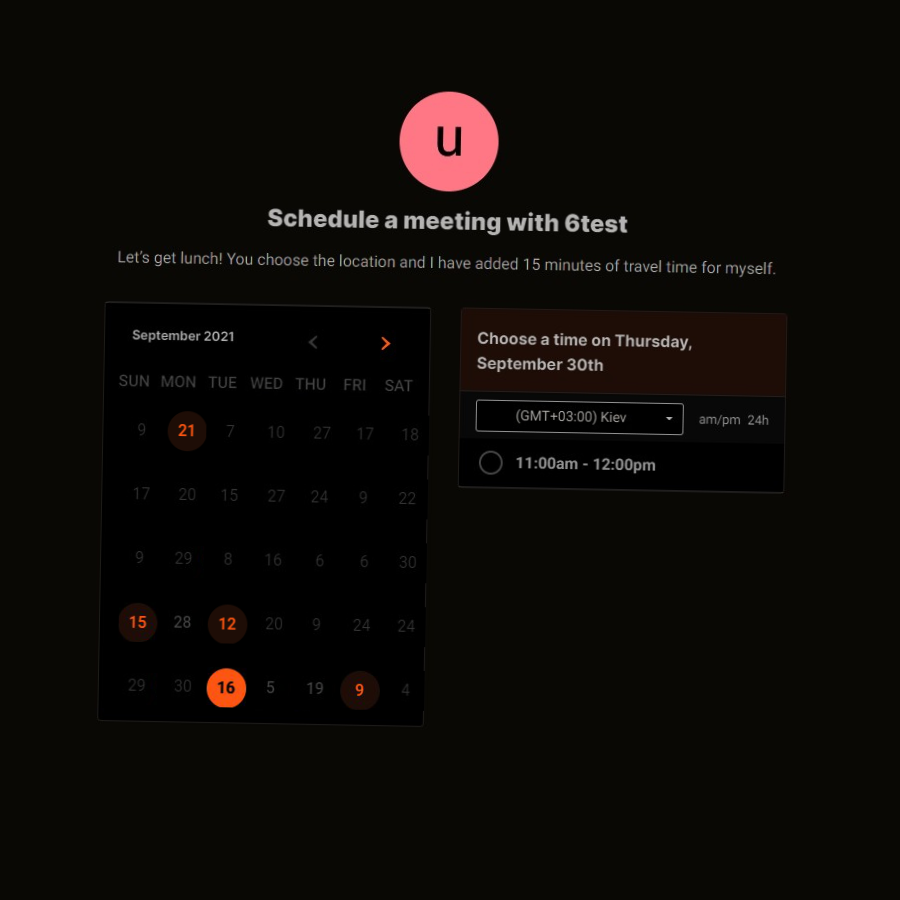 u
Schedule a meeting with 6test
Let's get lunch! You choose the location and I have added 15 minutes of travel time for myself.
September 2021
SUN MON TUE WED THU FRI SAT
9 21 7 10 27 17 18
17 20 15 27 24 9 22
9 29 8 16 6 6 30
15 28 12 20 9 24 24
29 30 16 5 19 9 4
Choose a time on Thursday,
September 30th
(GMT+03:00) Kiev am/pm 24h
11:00am - 12:00pm